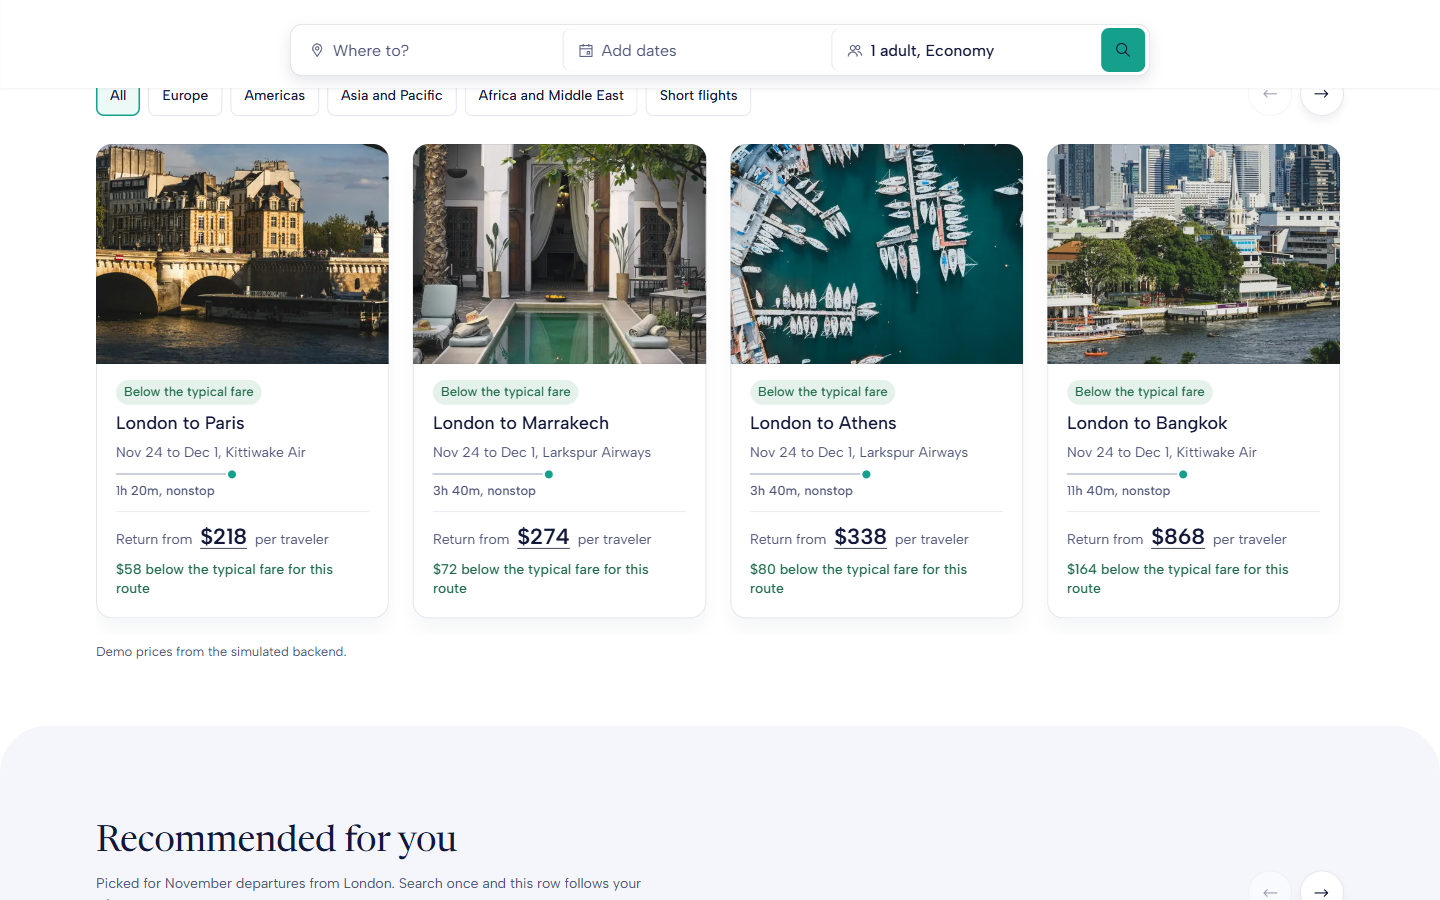 Where to?
Add dates
1 adult, Economy
All
Europe
Americas
Asia and Pacific
Africa and Middle East
Short flights
Below the typical fare
London to Paris
Nov 24 to Dec 1, Kittiwake Air
1h 20m, nonstop
Return from $218 per traveler
$58 below the typical fare for this
route
Below the typical fare
London to Marrakech
Nov 24 to Dec 1, Larkspur Airways
3h 40m, nonstop
Return from $274 per traveler
$72 below the typical fare for this
route
Below the typical fare
London to Athens
Nov 24 to Dec 1, Larkspur Airways
3h 40m, nonstop
Return from $338 per traveler
$80 below the typical fare for this
route
Below the typical fare
London to Bangkok
Nov 24 to Dec 1, Kittiwake Air
11h 40m, nonstop
Return from $868 per traveler
$164 below the typical fare for this
route
Demo prices from the simulated backend.
Recommended for you
Picked for November departures from London. Search once and this row follows your